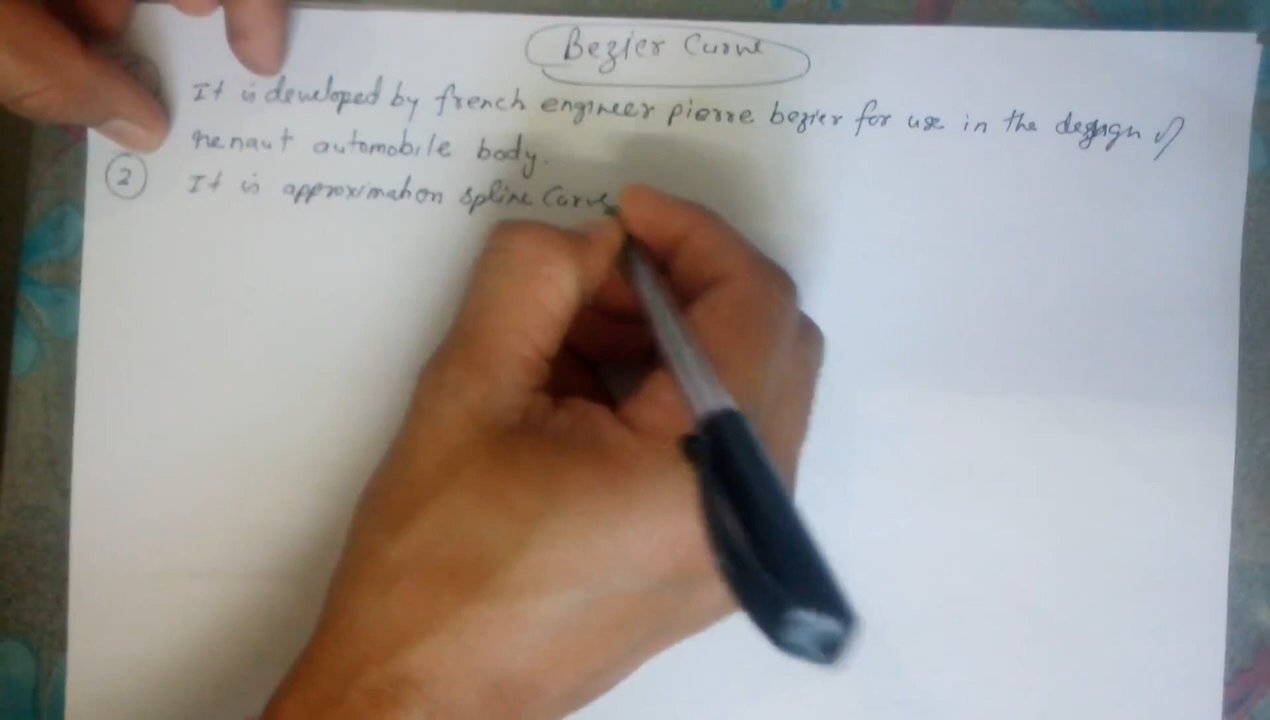 Bezier Curve
It is developed by french engineer pierre bezier for use in the design of
renaut automobile body.
2 It is approximation spline Curve